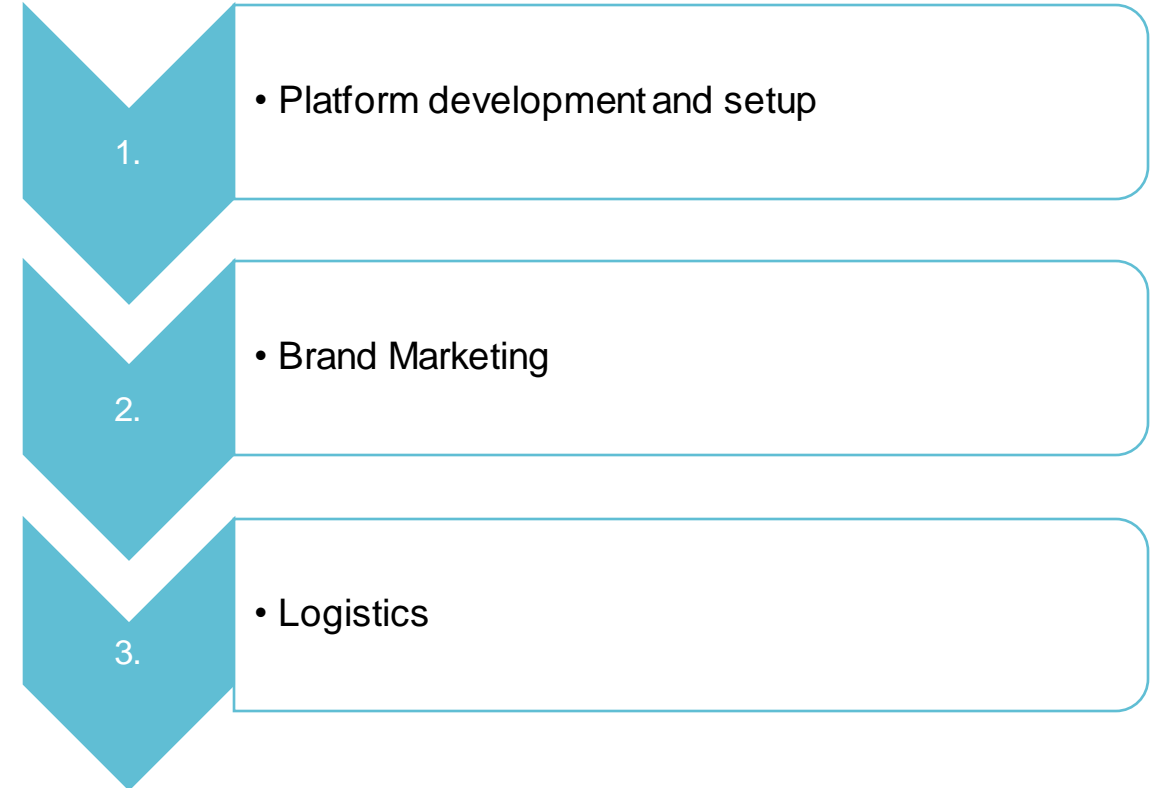 1.
• Platform development and setup
2.
• Brand Marketing
3.
• Logistics